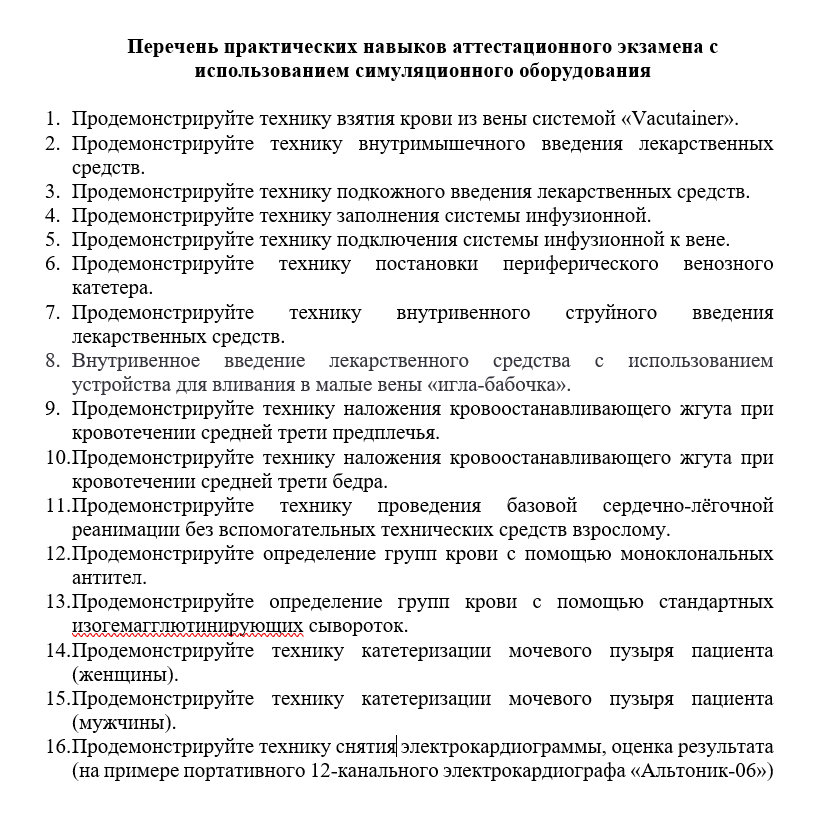 Перечень практических навыков аттестационного экзамена с
использованием симуляционного оборудования
1. Продемонстрируйте технику взятия крови из вены системой «Vacutainer».
2. Продемонстрируйте технику внутримышечного введения лекарственных
средств.
3. Продемонстрируйте технику подкожного введения лекарственных средств.
4. Продемонстрируйте технику заполнения системы инфузионной.
5. Продемонстрируйте технику подключения системы инфузионной к вене.
6. Продемонстрируйте технику постановки периферического венозного
катетера.
7. Продемонстрируйте технику внутривенного струйного введения
лекарственных средств.
8. Внутривенное введение лекарственного средства с использованием
устройства для вливания в малые вены «игла-бабочка».
9. Продемонстрируйте технику наложения кровоостанавливающего жгута при
кровотечении средней трети предплечья.
10.Продемонстрируйте технику наложения кровоостанавливающего жгута при
кровотечении средней трети бедра.
11.Продемонстрируйте технику проведения базовой сердечно-лёгочной
реанимации без вспомогательных технических средств взрослому.
12.Продемонстрируйте определение групп крови с помощью моноклональных
антител.
13.Продемонстрируйте определение групп крови с помощью стандартных
изогемагглютинирующих сывороток.
14.Продемонстрируйте технику катетеризации мочевого пузыря пациента
(женщины).
15.Продемонстрируйте технику катетеризации мочевого пузыря пациента
(мужчины).
16.Продемонстрируйте технику снятия электрокардиограммы, оценка результата
(на примере портативного 12-канального электрокардиографа «Альтоник-06»)